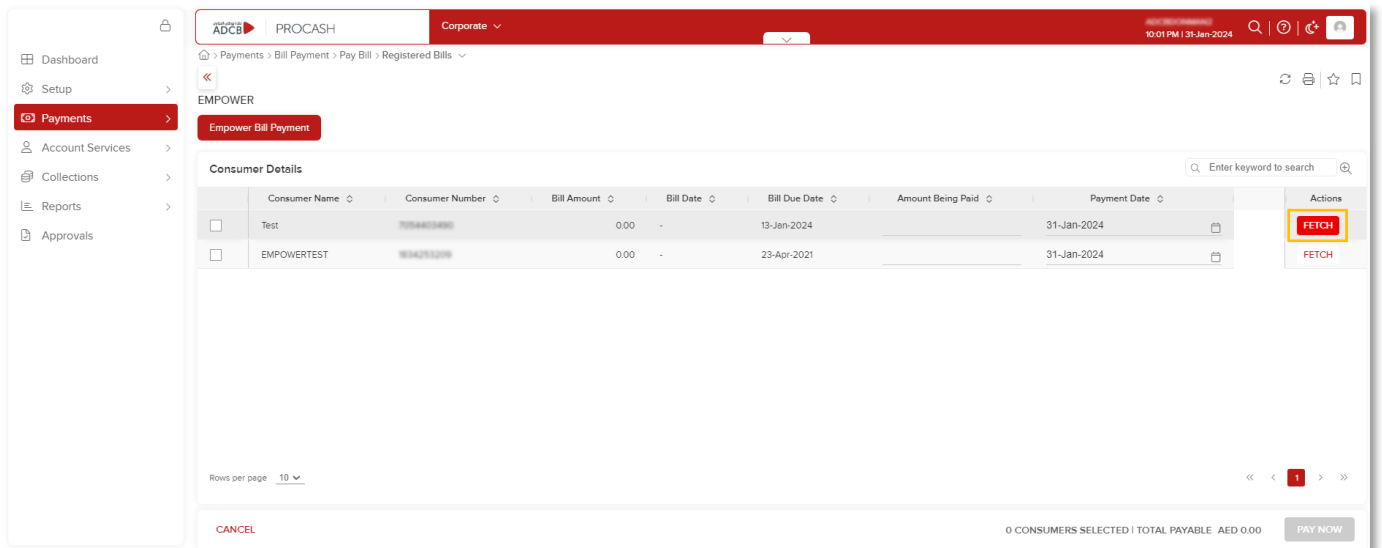 ADCB PROCASH Corporate
10:01 PM | 31-Jan-2024
Payments > Bill Payment > Pay Bill > Registered Bills
Dashboard
Setup
Payments
Account Services
Collections
Reports
Approvals
EMPOWER
Empower Bill Payment
Consumer Details Enter keyword to search
Consumer Name Consumer Number Bill Amount Bill Date Bill Due Date Amount Being Paid Payment Date Actions
Test 0.00 - 13-Jan-2024 31-Jan-2024 FETCH
EMPOWERTEST 0.00 - 23-Apr-2021 31-Jan-2024 FETCH
Rows per page 10 « < 1 > »
CANCEL 0 CONSUMERS SELECTED | TOTAL PAYABLE AED 0.00 PAY NOW